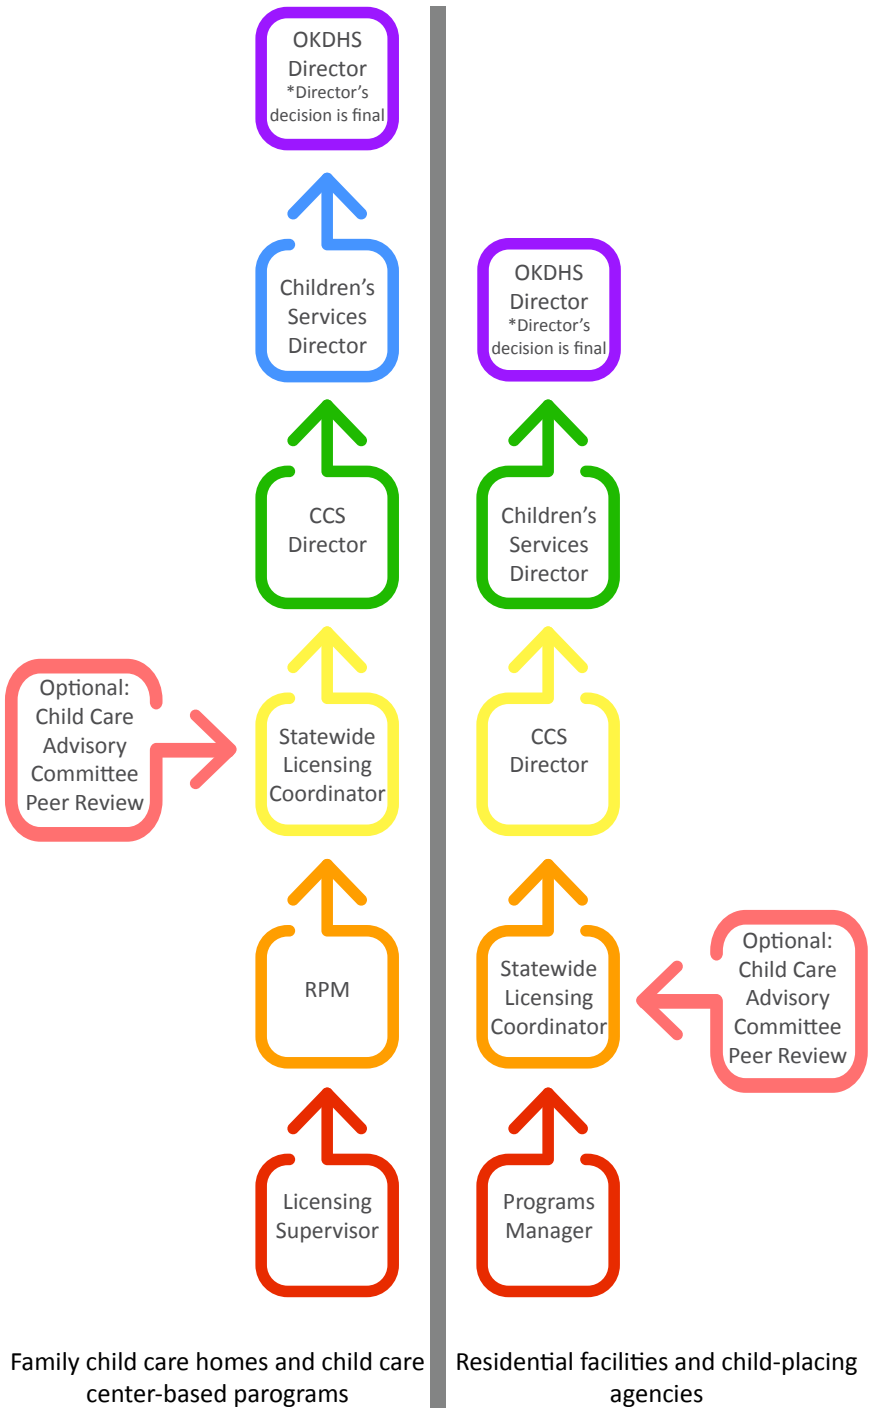 OKDHS
Director
*Director's
decision is final
Children's
Services
Director
CCS
Director
Optional:
Child Care
Advisory
Committee
Peer Review
Statewide
Licensing
Coordinator
RPM
Licensing
Supervisor
Family child care homes and child care
center-based parograms
OKDHS
Director
*Director's
decision is final
Children's
Services
Director
CCS
Director
Statewide
Licensing
Coordinator
Optional:
Child Care
Advisory
Committee
Peer Review
Programs
Manager
Residential facilities and child-placing
agencies